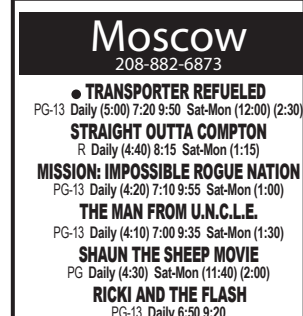 Moscow
208-882-6873
● TRANSPORTER REFUELED
PG-13 Daily (5:00) 7:20 9:50 Sat-Mon (12:00) (2:30)
STRAIGHT OUTTA COMPTON
R Daily (4:40) 8:15 Sat-Mon (1:15)
MISSION: IMPOSSIBLE ROGUE NATION
PG-13 Daily (4:20) 7:10 9:55 Sat-Mon (1:00)
THE MAN FROM U.N.C.L.E.
PG-13 Daily (4:10) 7:00 9:35 Sat-Mon (1:30)
SHAUN THE SHEEP MOVIE
PG Daily (4:30) Sat-Mon (11:40) (2:00)
RICKI AND THE FLASH
PG-13 Daily 6:50 9:20